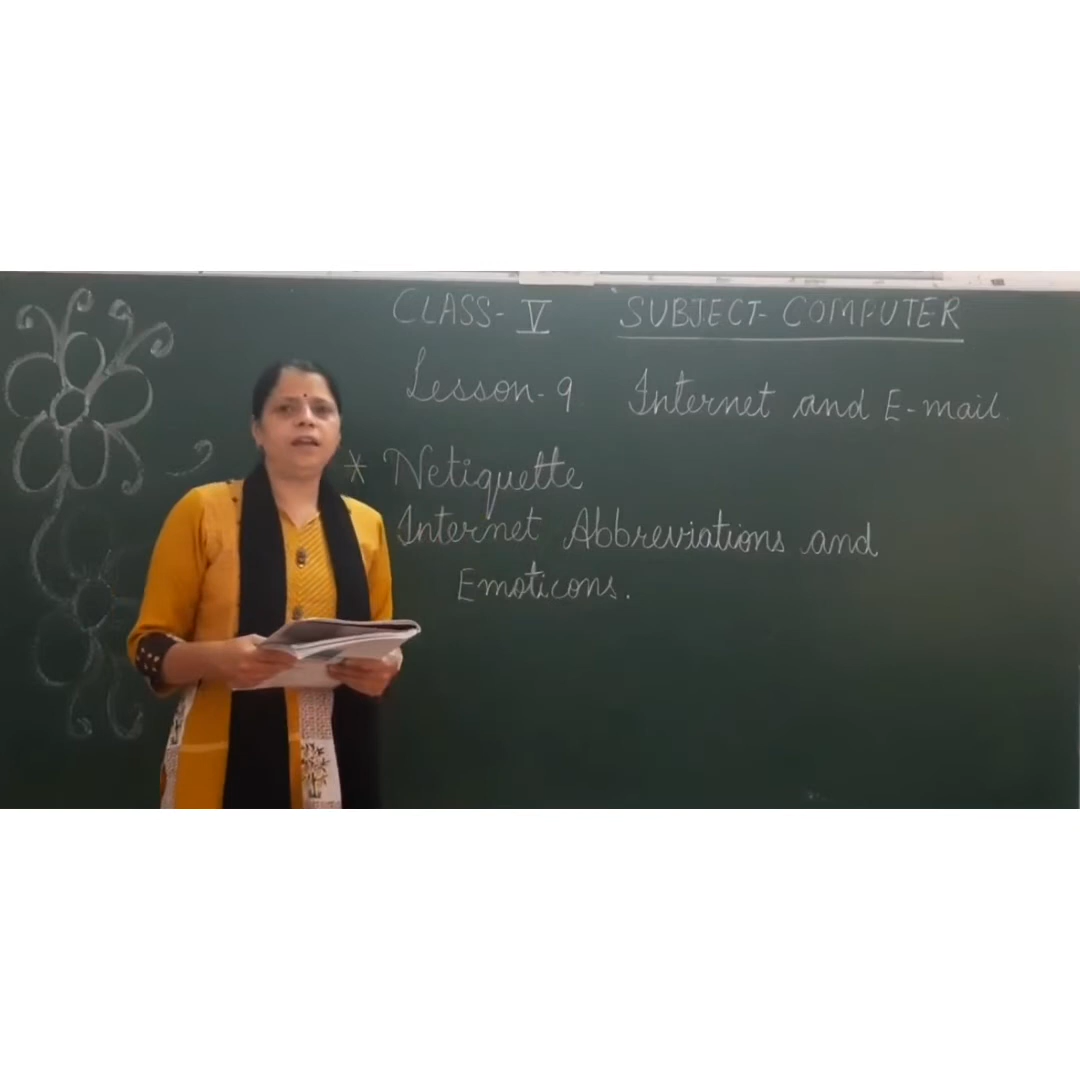 CLASS- V SUBJECT- COMPUTER
Lesson-9 Internet and E-mail
* Netiquette
Internet Abbreviations and
Emoticons.